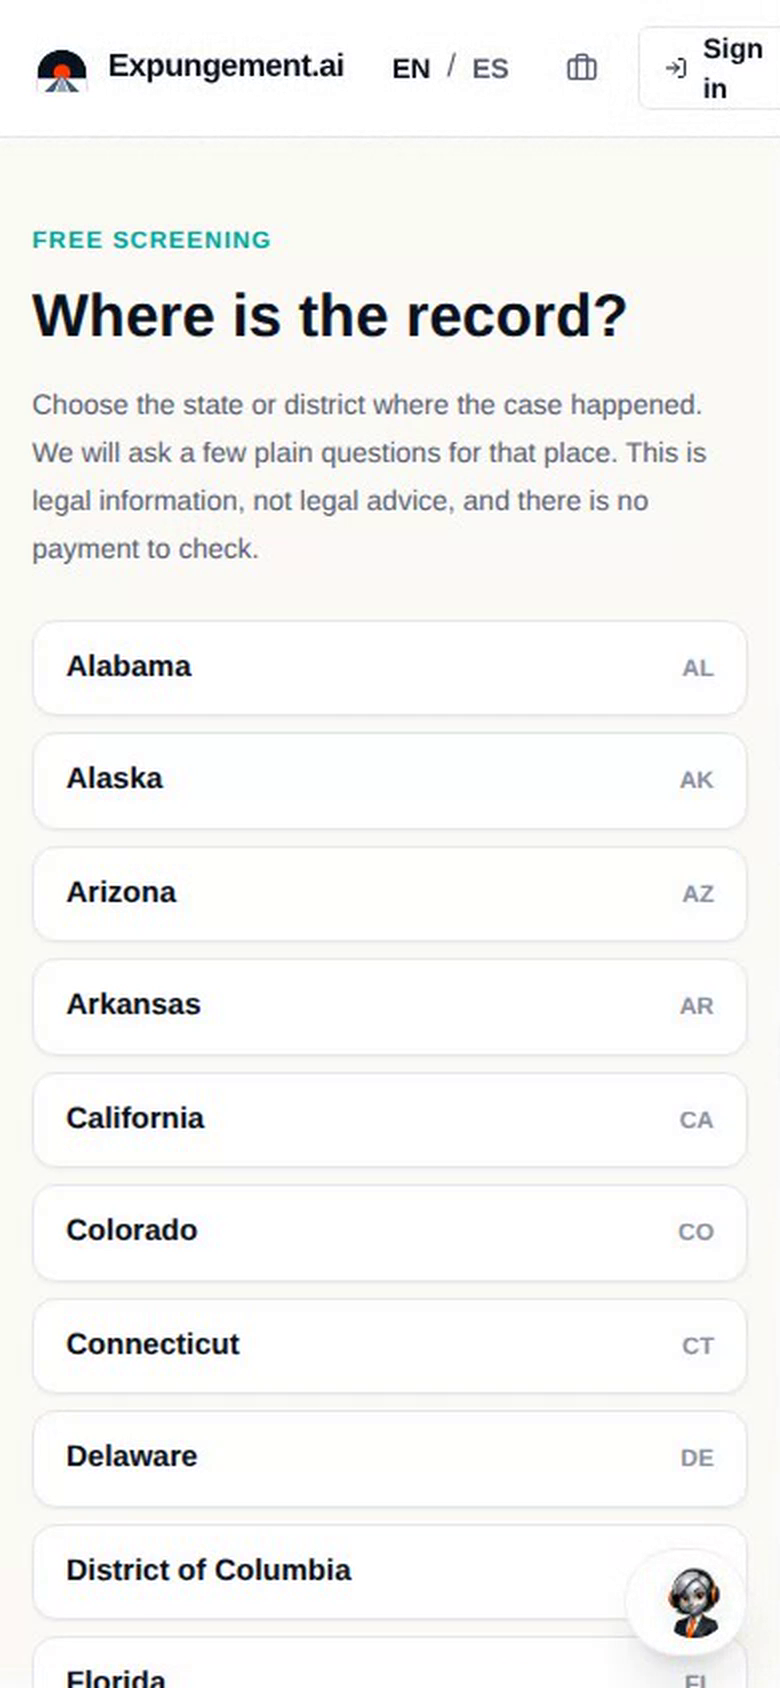 Expungement.ai
EN / ES
Sign
in
FREE SCREENING
Where is the record?
Choose the state or district where the case happened.
We will ask a few plain questions for that place. This is
legal information, not legal advice, and there is no
payment to check.
Alabama AL
Alaska AK
Arizona AZ
Arkansas AR
California CA
Colorado CO
Connecticut CT
Delaware DE
District of Columbia
Florida FL